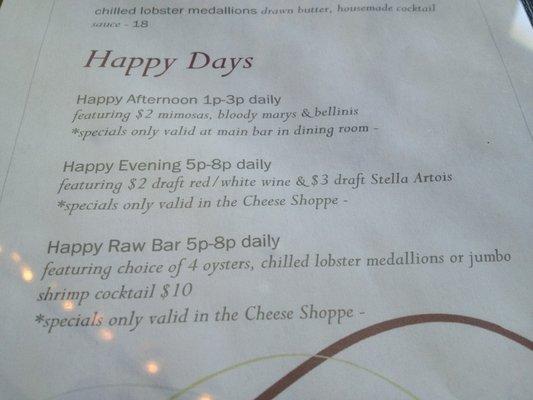 chilled lobster medallions drawn butter, housemade cocktail
sauce - 18
Happy Days
Happy Afternoon 1p-3p daily
featuring $2 mimosas, bloody marys & bellinis
*specials only valid at main bar in dining room -
Happy Evening 5p-8p daily
featuring $2 draft red/white wine & $3 draft Stella Artois
*specials only valid in the Cheese Shoppe -
Happy Raw Bar 5p-8p daily
featuring choice of 4 oysters, chilled lobster medallions or jumbo
shrimp cocktail $10
*specials only valid in the Cheese Shoppe -